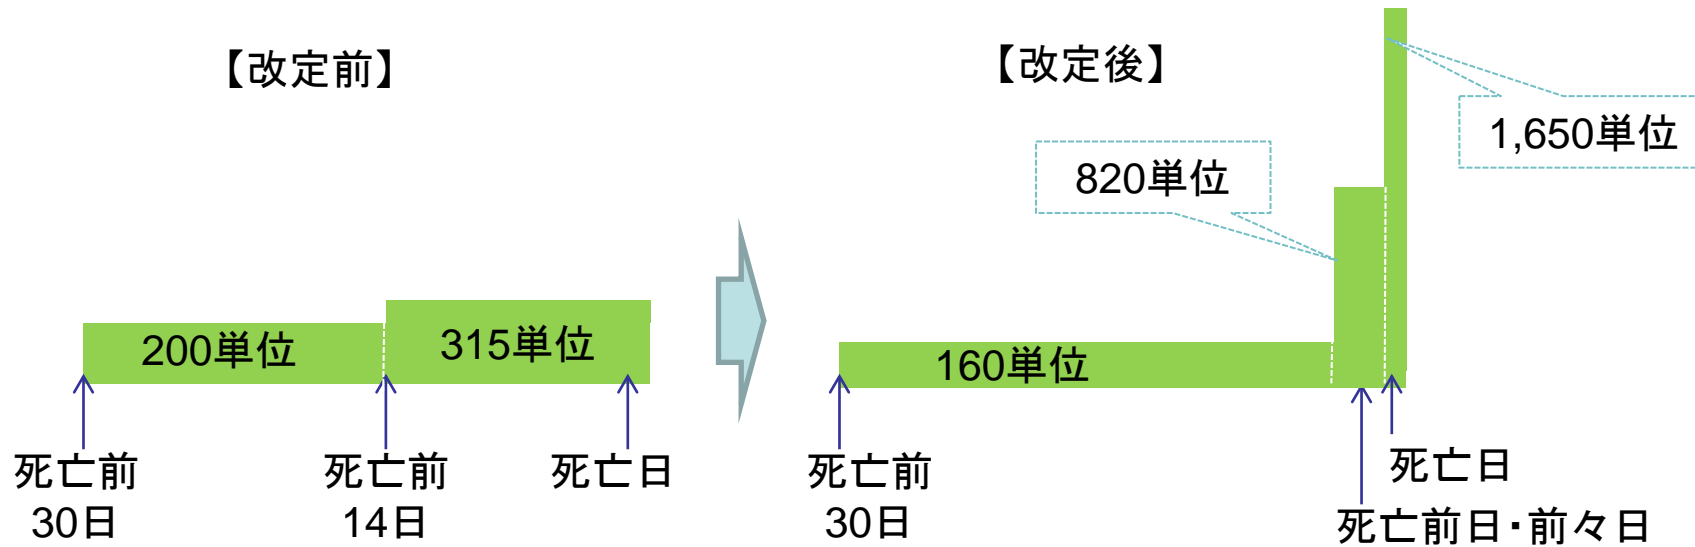 【改定前】
200単位
315単位
死亡前
30日
死亡前
14日
死亡日
【改定後】
1,650単位
820単位
160単位
死亡前
30日
死亡日
死亡前日・前々日